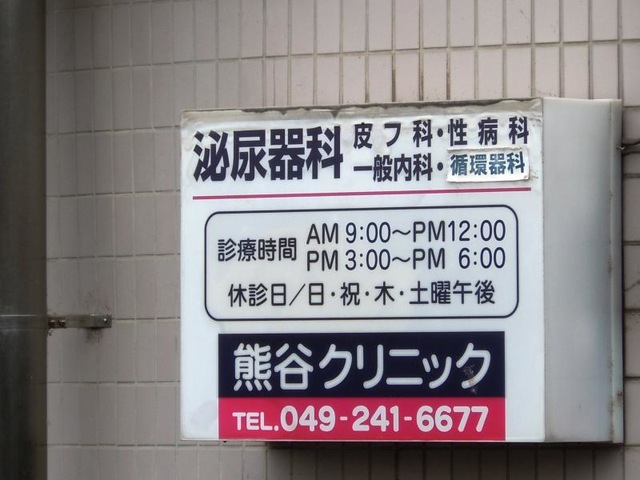 泌尿器科
皮フ科・性病科
一般内科・循環器科
診療時間
AM 9:00〜PM12:00
PM 3:00〜PM 6:00
休診日/日・祝・木・土曜午後
熊谷クリニック
TEL.049-241-6677